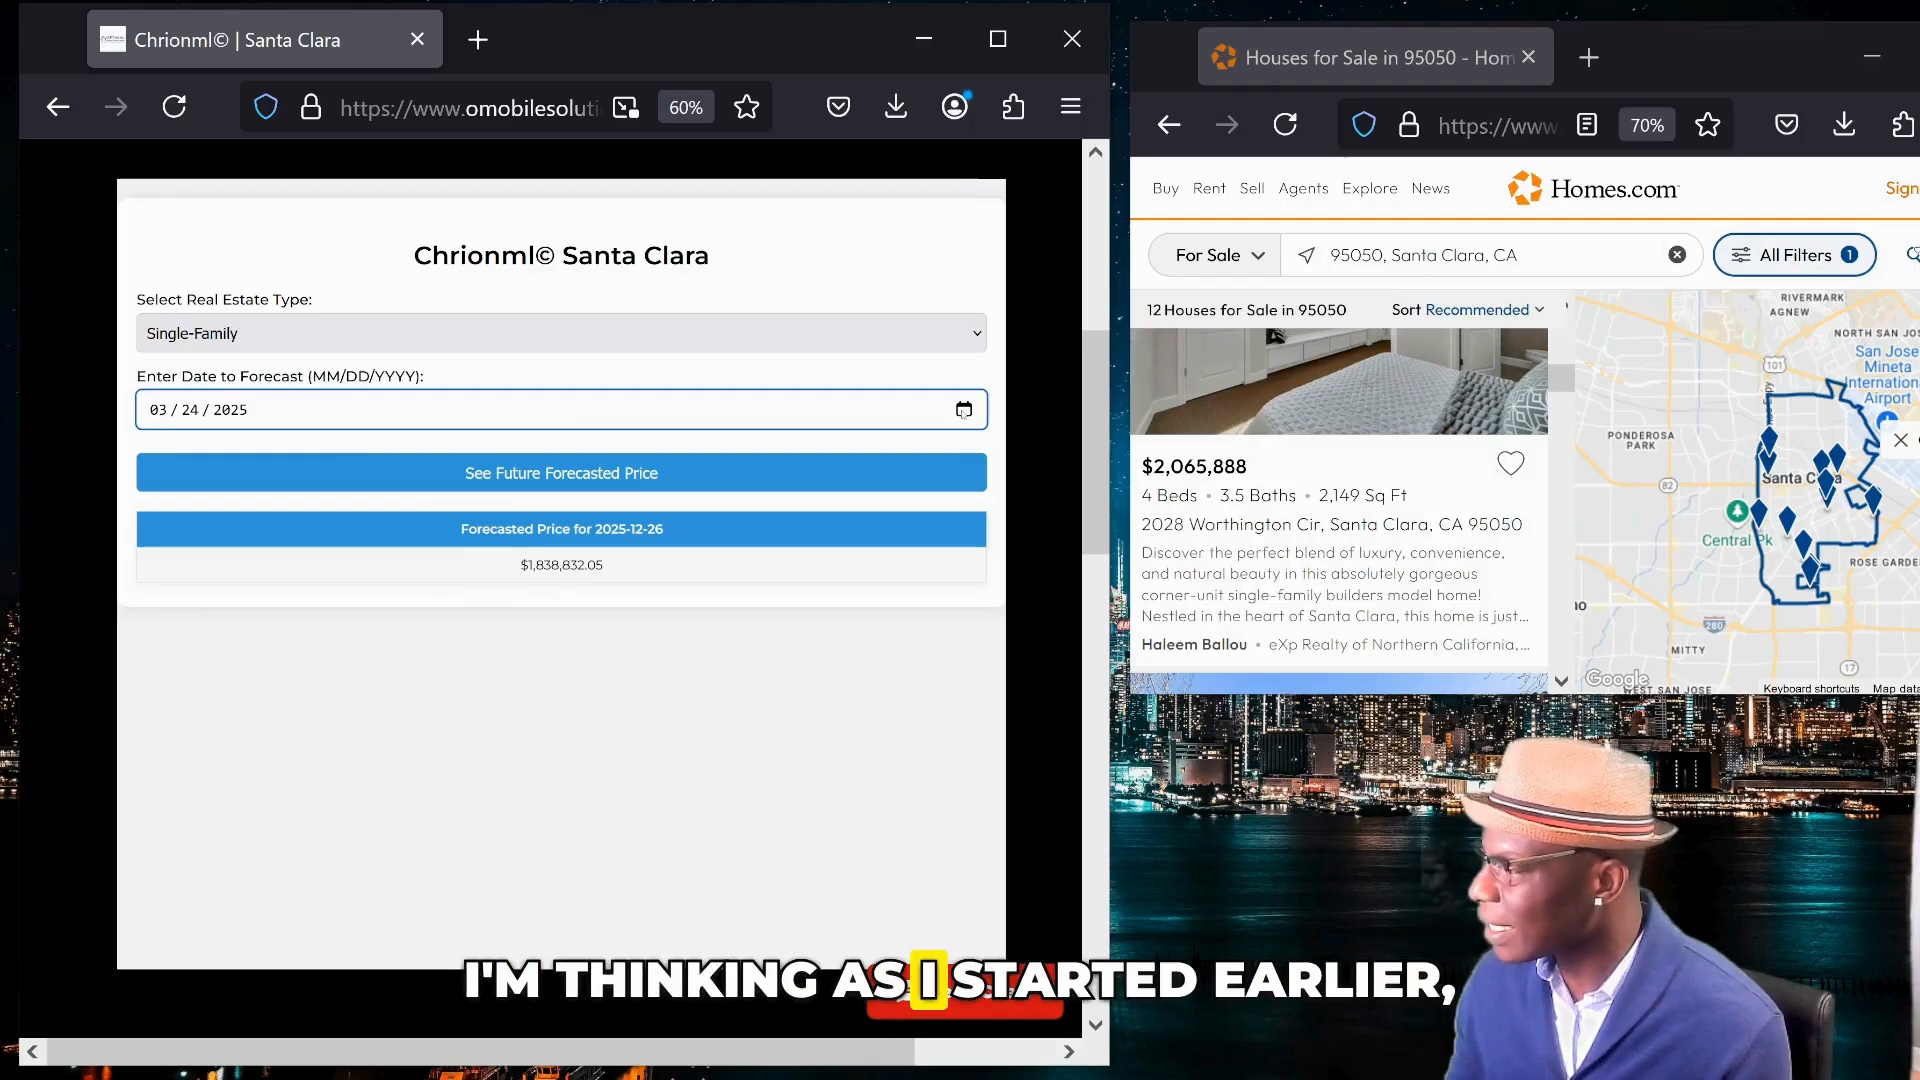 Chrionml© | Santa Clara
https://www.omobilesoluti
60%
Chrionml© Santa Clara
Select Real Estate Type:
Single-Family
Enter Date to Forecast (MM/DD/YYYY):
03 / 24 / 2025
See Future Forecasted Price
Forecasted Price for 2025-12-26
$1,838,832.05
Houses for Sale in 95050 - Hom
https://www.
70%
Buy Rent Sell Agents Explore News
Homes.com
Sign
For Sale
95050, Santa Clara, CA
All Filters 1
12 Houses for Sale in 95050
Sort Recommended
$2,065,888
4 Beds • 3.5 Baths • 2,149 Sq Ft
2028 Worthington Cir, Santa Clara, CA 95050
Discover the perfect blend of luxury, convenience,
and natural beauty in this absolutely gorgeous
corner-unit single-family builders model home!
Nestled in the heart of Santa Clara, this home is just...
Haleem Ballou • eXp Realty of Northern California,...
RIVERMARK
AGNEW
NORTH SAN JOS
San Jose
Mineta
Internationa
Airport
101
PONDEROSA
PARK
82
Santa C
Central Pk
ROSE GARDE
280
MITTY
17
WEST SAN JOSE
Google
Keyboard shortcuts
Map data
I'M THINKING AS I STARTED EARLIER,